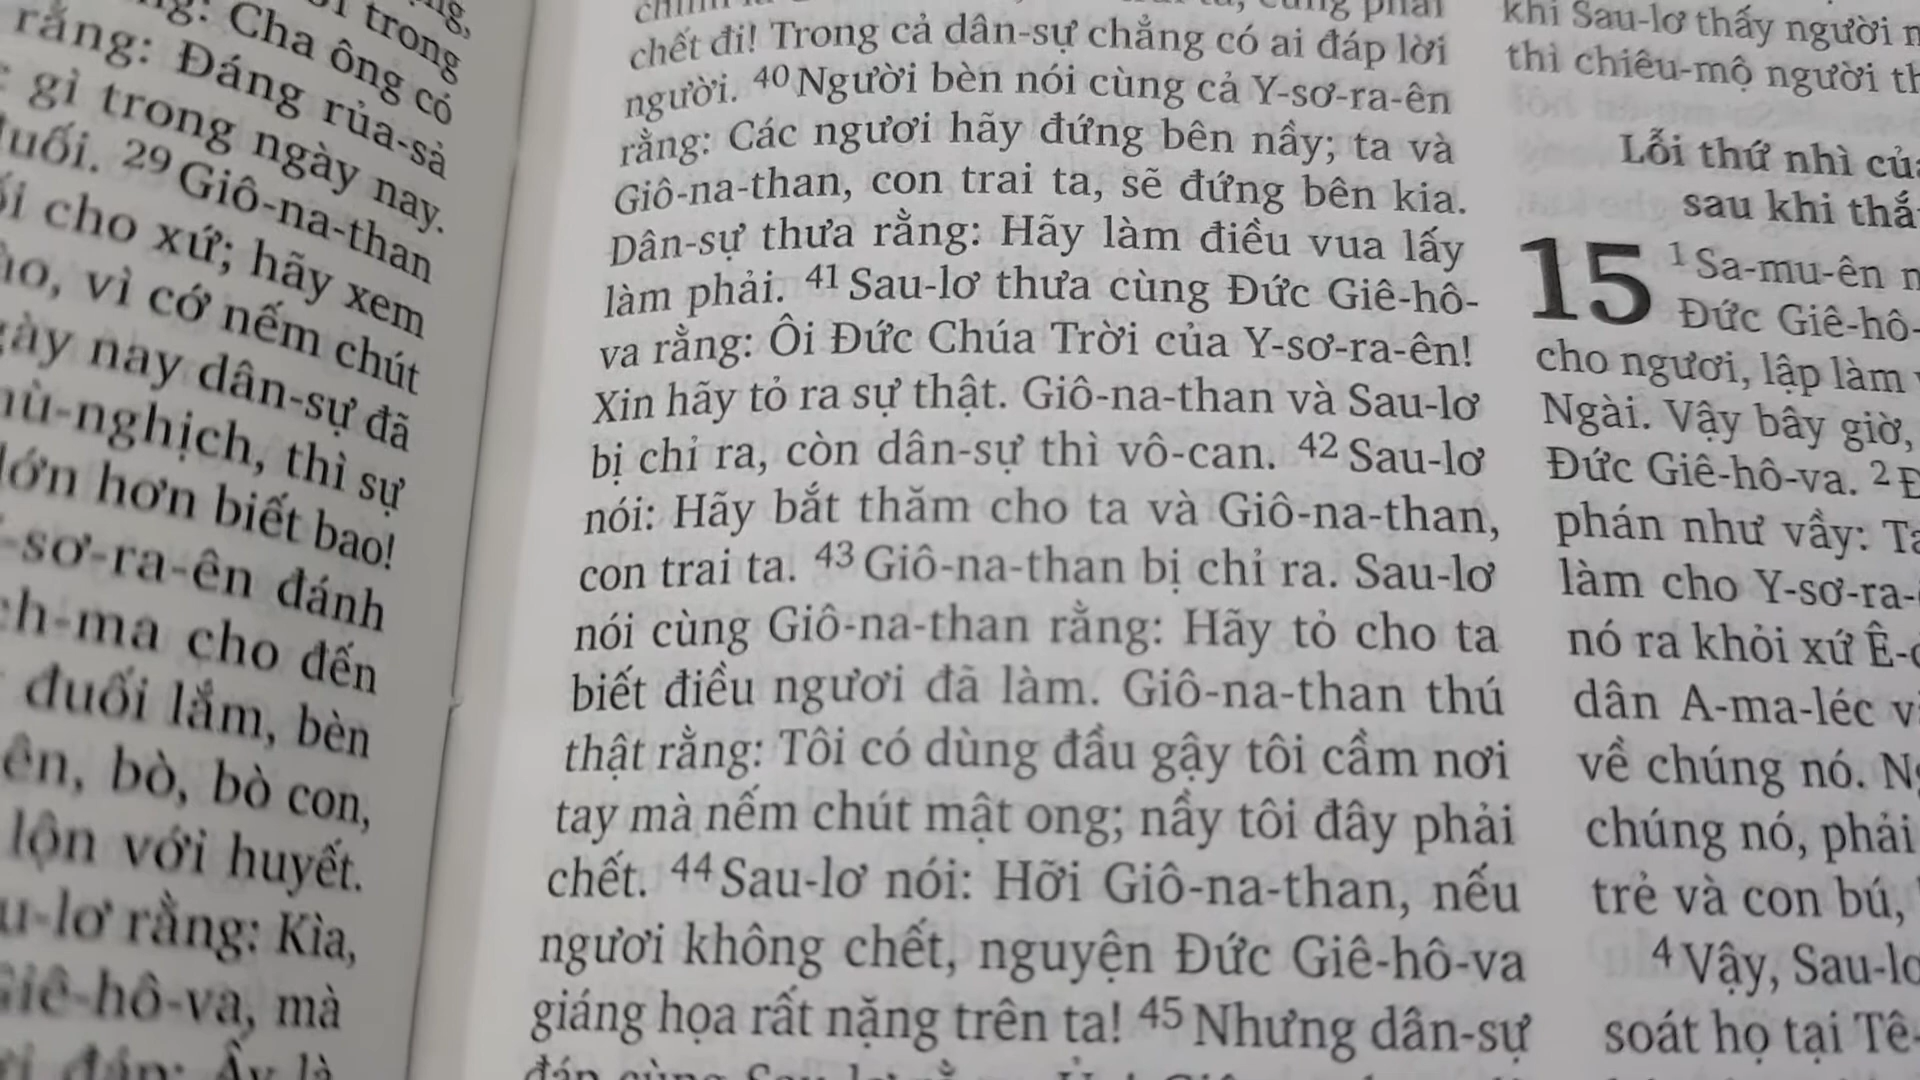 trong
rằng: Cha ông có
rằng: Đáng rủa-sả
gì trong ngày nay.
đuối. 29 Giô-na-than
cho xứ; hãy xem
vì cớ nếm chút
nay dân-sự đã
thù-nghịch, thì sự
lớn hơn biết bao!
-sơ-ra-ên đánh
-ma cho đến
đuối lắm, bèn
bò, bò con,
lộn với huyết.
rằng: Kìa,
Giê-hô-va, mà
chết đi! Trong cả dân-sự chẳng có ai đáp lời
người. 40 Người bèn nói cùng cả Y-sơ-ra-ên
rằng: Các ngươi hãy đứng bên nầy; ta và
Giô-na-than, con trai ta, sẽ đứng bên kia.
Dân-sự thưa rằng: Hãy làm điều vua lấy
làm phải. 41 Sau-lơ thưa cùng Đức Giê-hô-
va rằng: Ôi Đức Chúa Trời của Y-sơ-ra-ên!
Xin hãy tỏ ra sự thật. Giô-na-than và Sau-lơ
bị chỉ ra, còn dân-sự thì vô-can. 42 Sau-lơ
nói: Hãy bắt thăm cho ta và Giô-na-than,
con trai ta. 43 Giô-na-than bị chỉ ra. Sau-lơ
nói cùng Giô-na-than rằng: Hãy tỏ cho ta
biết điều ngươi đã làm. Giô-na-than thú
thật rằng: Tôi có dùng đầu gậy tôi cầm nơi
tay mà nếm chút mật ong; nầy tôi đây phải
chết. 44 Sau-lơ nói: Hỡi Giô-na-than, nếu
ngươi không chết, nguyện Đức Giê-hô-va
giáng họa rất nặng trên ta! 45 Nhưng dân-sự
khi Sau-lơ thấy người
thì chiêu-mộ người
Lỗi thứ nhì
sau khi
15 1 Sa-mu-ên
Đức Giê-hô-
cho ngươi, lập làm
Ngài. Vậy bây giờ,
Đức Giê-hô-va. 2
phán như vầy: Ta
làm cho Y-sơ-ra-
nó ra khỏi xứ Ê-
dân A-ma-léc
về chúng nó.
chúng nó, phải
trẻ và con bú,
4 Vậy, Sau-lơ
soát họ tại Tê-